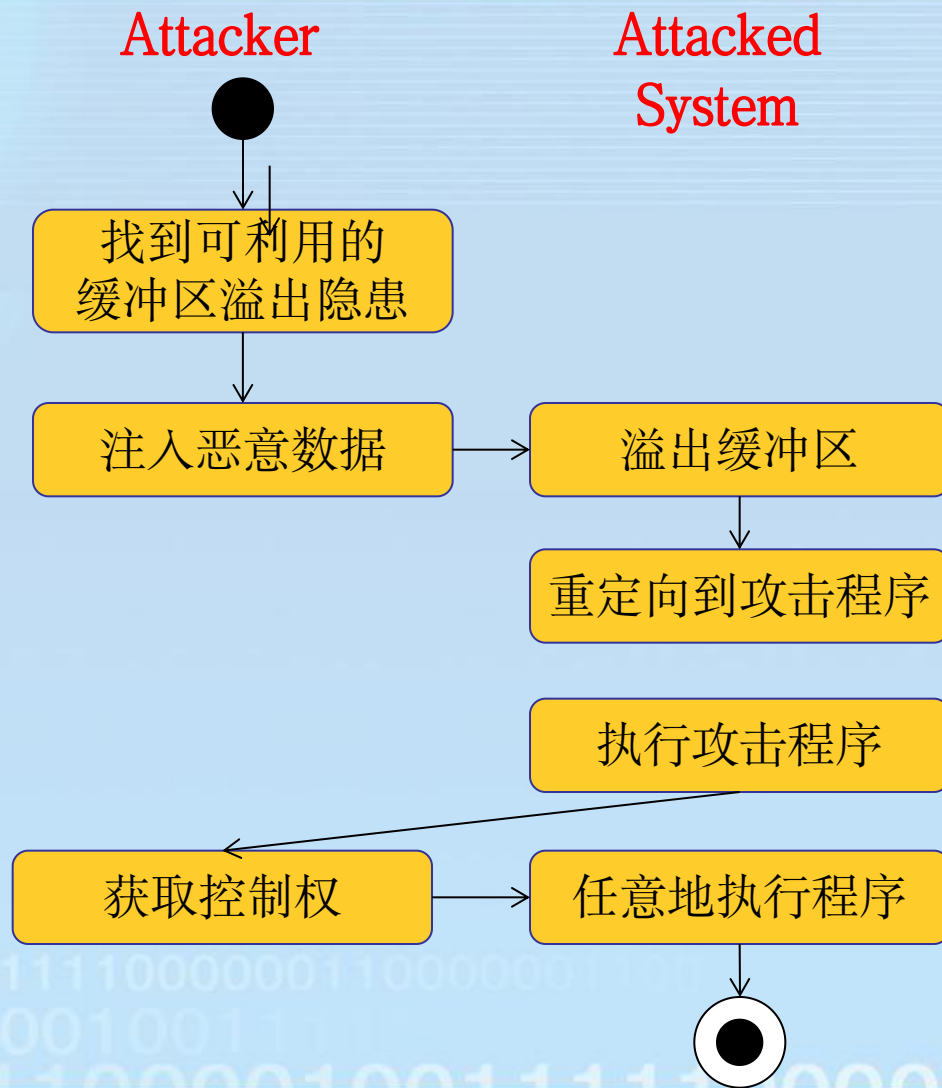 Attacker
Attacked
System
找到可利用的
缓冲区溢出隐患
注入恶意数据
溢出缓冲区
重定向到攻击程序
执行攻击程序
获取控制权
任意地执行程序